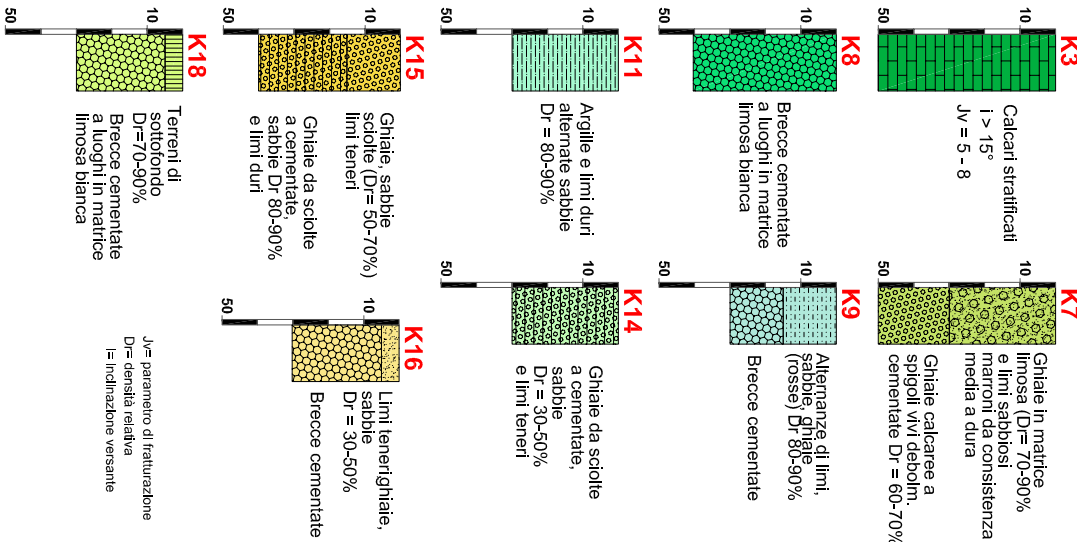 K3
10
50
Calcari stratificati
i > 15°
Jv = 5 - 8
K7
10
50
Ghiaie in matrice
limosa (Dr= 70-90%
e limi sabbiosi
marroni da consistenza
media a dura
Ghiaie calcaree a
spigoli vivi debolm.
cementate Dr = 60-70%
K8
10
50
Brecce cementate
a luoghi in matrice
limosa bianca
K9
10
50
Alternanze di limi,
sabbie, ghiaie
(rosse) Dr 80-90%
Brecce cementate
K11
10
50
Argille e limi duri
alternate sabbie
Dr = 80-90%
K14
10
50
Ghiaie da sciolte
a cementate,
sabbie
Dr = 30-50%
e limi teneri
K15
10
50
Ghiaie, sabbie
sciolte (Dr= 50-70%)
limi teneri
Ghiaie da sciolte
a cementate,
sabbie Dr 80-90%
e limi duri
K16
10
50
Limi tenerighiaie,
sabbie
Dr = 30-50%
Brecce cementate
K18
10
50
Terreni di
sottofondo
Dr=70-90%
Brecce cementate
a luoghi in matrice
limosa bianca
Jv= parametro di fratturazione
Dr= densità relativa
i= inclinazione versante